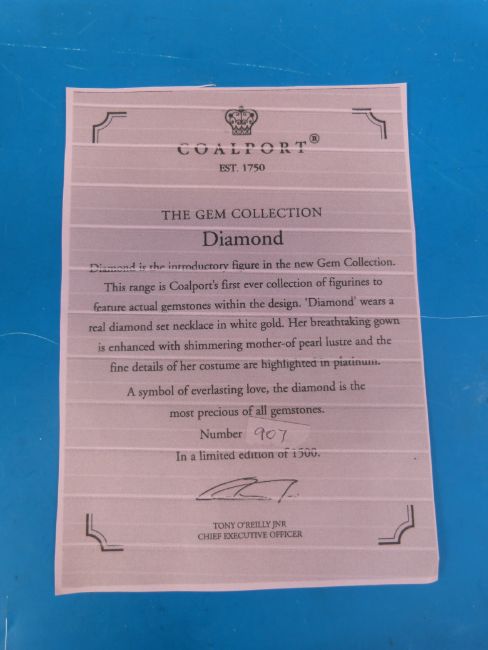 COALPORT®
EST. 1750
THE GEM COLLECTION
Diamond
Diamond is the introductory figure in the new Gem Collection.
This range is Coalport's first ever collection of figurines to
feature actual gemstones within the design. 'Diamond' wears a
real diamond set necklace in white gold. Her breathtaking gown
is enhanced with shimmering mother-of pearl lustre and the
fine details of her costume are highlighted in platinum.
A symbol of everlasting love, the diamond is the
most precious of all gemstones.
Number 907
In a limited edition of 1500.
TONY O'REILLY JNR
CHIEF EXECUTIVE OFFICER